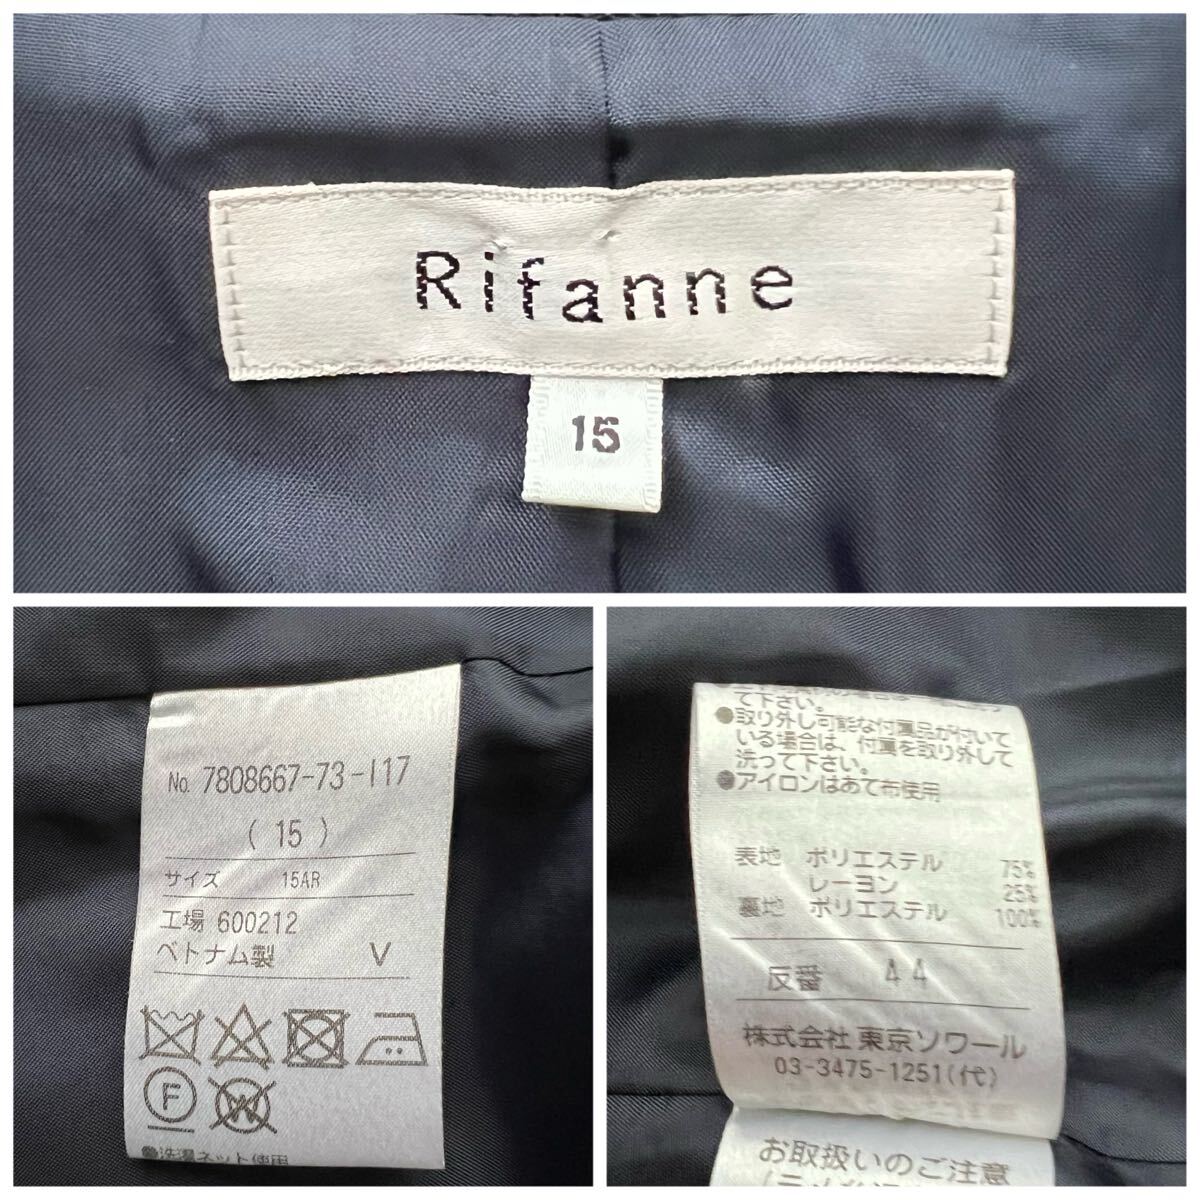 Rifanne
15
No. 7808667-73-I17
( 15 )
サイズ 15AR
工場 600212
ベトナム製 V
F
W
●洗濯ネット使用
て下さい。
●取り外し可能な付属品が付いて
いる場合は、付属を取り外して
洗って下さい。
●アイロンはあて布使用
表地 ポリエステル 75%
レーヨン 25%
裏地 ポリエステル 100%
反番 44
株式会社 東京ソワール
03-3475-1251(代)
お取扱いのご注意